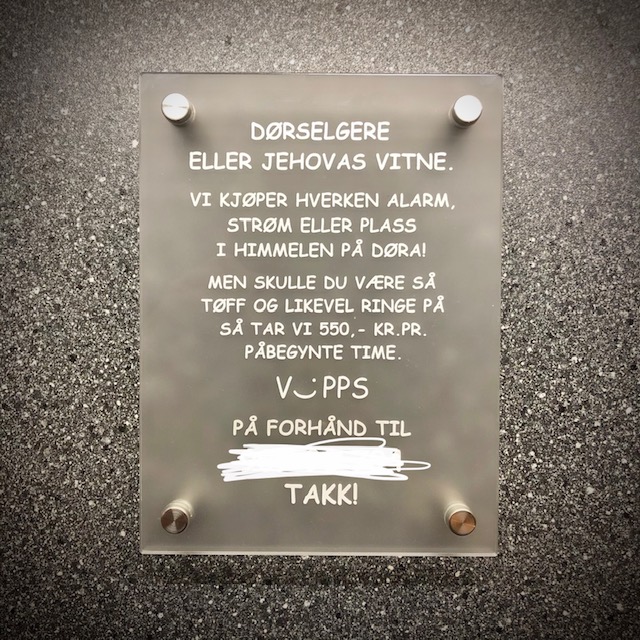 DØRSELGERE
ELLER JEHOVAS VITNE.
VI KJØPER HVERKEN ALARM,
STRØM ELLER PLASS
I HIMMELEN PÅ DØRA!
MEN SKULLE DU VÆRE SÅ
TØFF OG LIKEVEL RINGE PÅ
SÅ TAR VI 550,- KR.PR.
PÅBEGYNTE TIME.
VIPPS
PÅ FORHÅND TIL
TAKK!